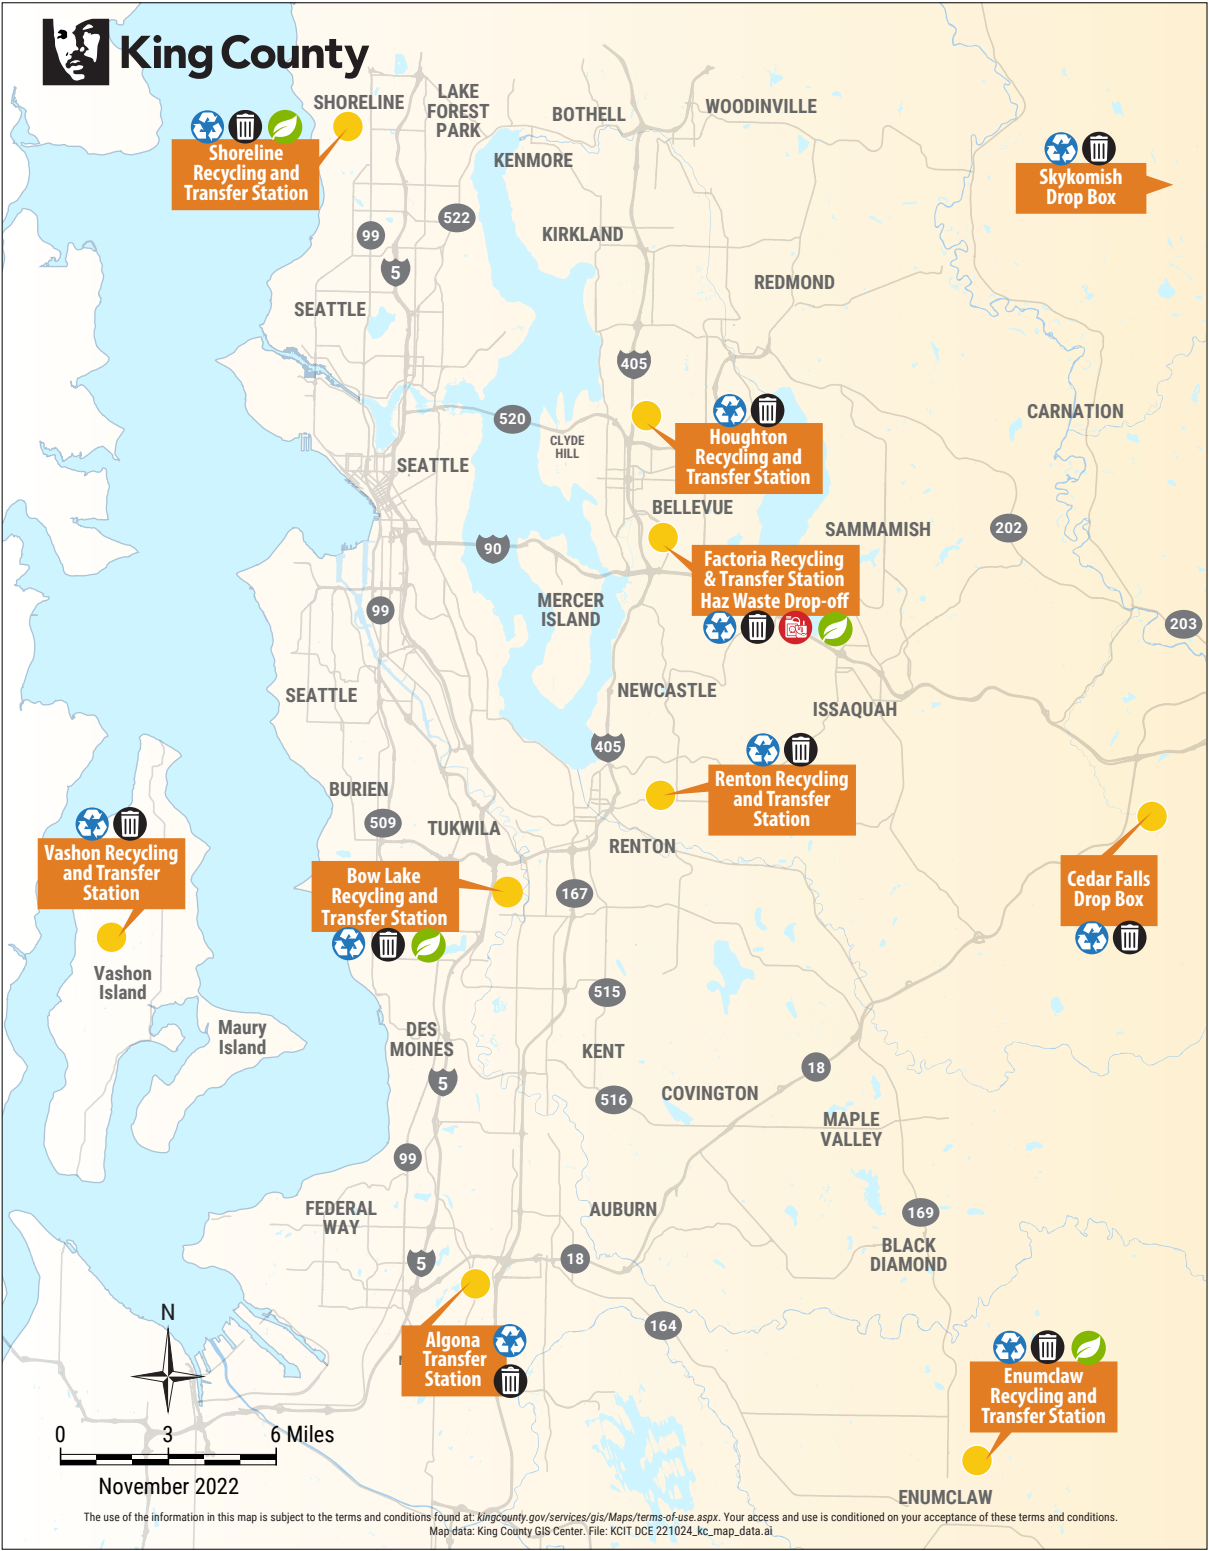 King County
SHORELINE
LAKE
FOREST
PARK
BOTHELL
WOODINVILLE
KENMORE
Shoreline
Recycling and
Transfer Station
Skykomish
Drop Box
522
99
KIRKLAND
5
REDMOND
SEATTLE
405
CARNATION
520
CLYDE
HILL
Houghton
Recycling and
Transfer Station
SEATTLE
BELLEVUE
SAMMAMISH
202
90
Factoria Recycling
& Transfer Station
Haz Waste Drop-off
MERCER
ISLAND
99
203
SEATTLE
NEWCASTLE
ISSAQUAH
405
Renton Recycling
and Transfer
Station
BURIEN
509
TUKWILA
RENTON
Vashon Recycling
and Transfer
Station
Bow Lake
Recycling and
Transfer Station
167
Cedar Falls
Drop Box
Vashon
Island
515
Maury
Island
DES
MOINES
KENT
5
18
516
COVINGTON
MAPLE
VALLEY
99
FEDERAL
WAY
AUBURN
169
BLACK
DIAMOND
5
18
N
164
Algona
Transfer
Station
Enumclaw
Recycling and
Transfer Station
0 3 6 Miles
November 2022
ENUMCLAW
The use of the information in this map is subject to the terms and conditions found at: kingcounty.gov/services/gis/Maps/terms-of-use.aspx. Your access and use is conditioned on your acceptance of these terms and conditions.
Map data: King County GIS Center. File: KCIT DCE 221024_kc_map_data.ai